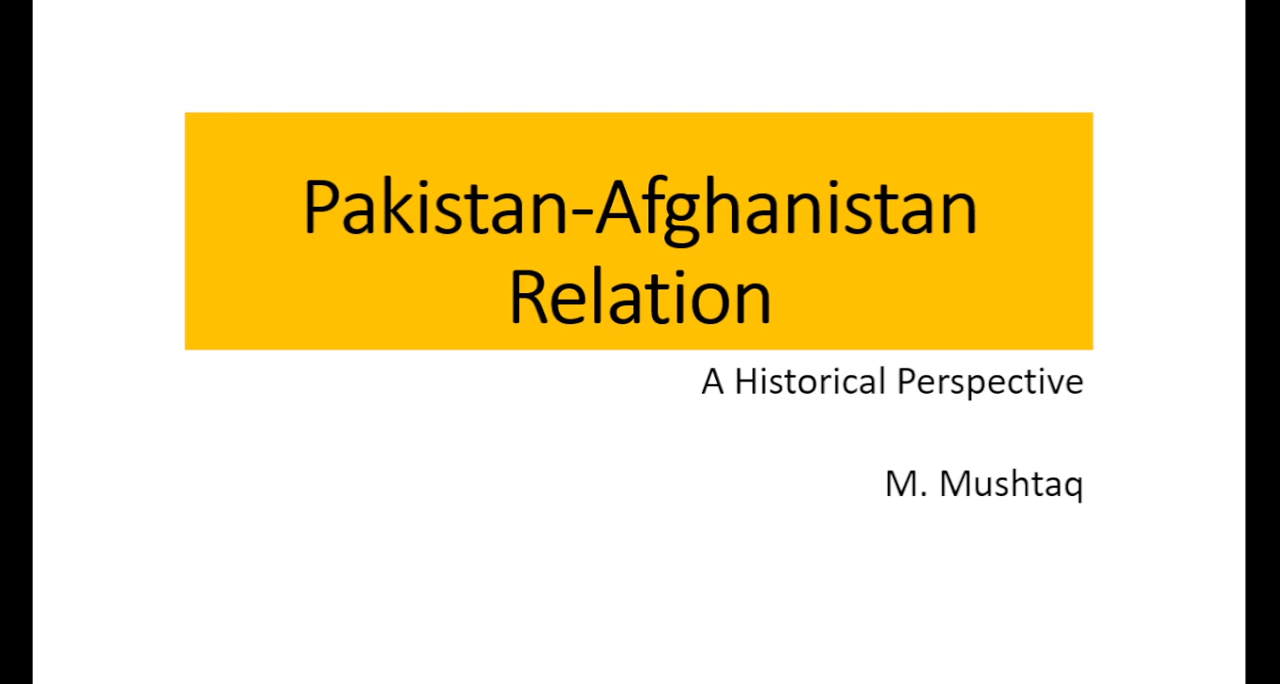 Pakistan-Afghanistan
Relation
A Historical Perspective
M. Mushtaq